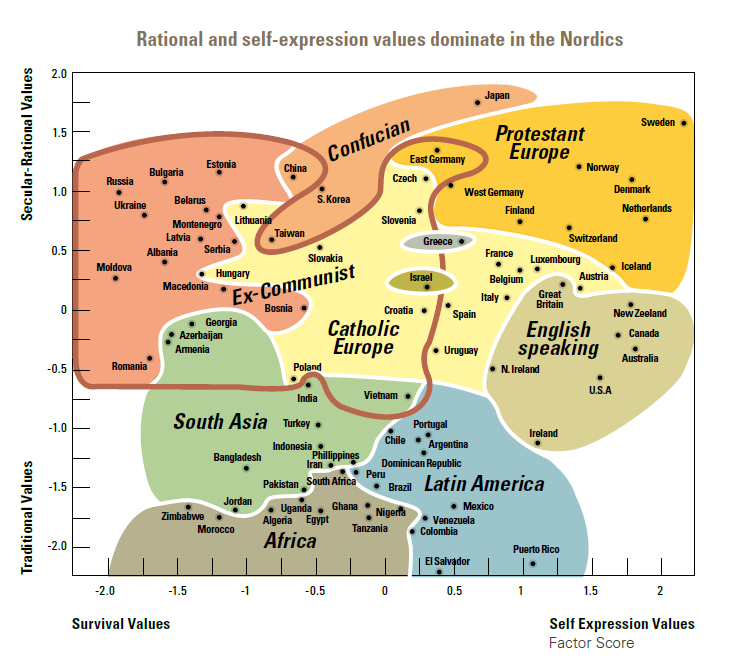 Rational and self-expression values dominate in the Nordics
Secular-Rational Values
Traditional Values
2.0
1.5
1.0
0.5
0
-0.5
-1.0
-1.5
-2.0
Japan
Confucian
Protestant
Europe
Sweden
East Germany
Estonia
China
Bulgaria
Russia
Czech
Norway
West Germany
Denmark
S. Korea
Belarus
Ukraine
Lithuania
Montenegro
Slovenia
Finland
Netherlands
Taiwan
Latvia
Serbia
Greece
Switzerland
Albania
Slovakia
France
Luxembourg
Moldova
Hungary
Ex-Communist
Israel
Belgium
Austria
Iceland
Macedonia
Bosnia
Italy
Great
Britain
Croatia
Spain
New Zeeland
Georgia
Azerbaijan
Armenia
Catholic
Europe
English
speaking
Canada
Australia
Romania
Uruguay
Poland
N. Ireland
U.S.A
India
Vietnam
South Asia
Turkey
Portugal
Chile
Argentina
Ireland
Indonesia
Bangladesh
Phillippines
Iran
Dominican Republic
South Africa
Peru
Pakistan
Brazil
Latin America
Jordan
Zimbabwe
Uganda
Ghana
Nigeria
Mexico
Morocco
Algeria
Egypt
Tanzania
Venezuela
Colombia
Africa
Puerto Rico
El Salvador
-2.0
-1.5
-1
-0.5
0
0.5
1
1.5
2
Survival Values
Self Expression Values
Factor Score